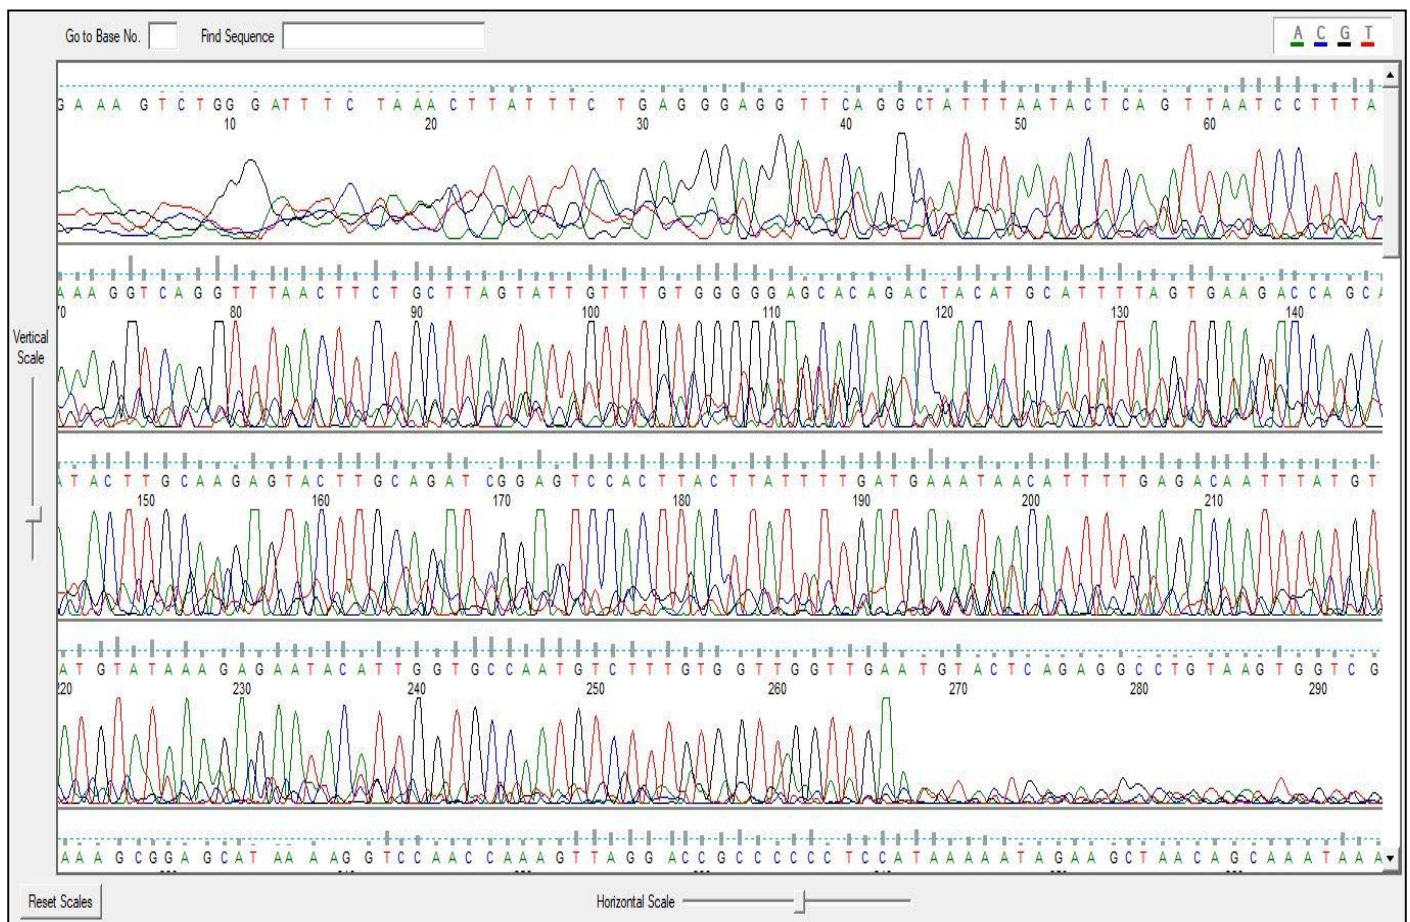 Go to Base No. Find Sequence A C G T
G A A A G T C T G G G A T T T C T A A A C T T A T T T C T G A G G G A G G T T C A G G C T A T T T A A T A C T C A G T T A A T C C T T T A
10 20 30 40 50 60
A A A G G T C A G G T T T A A C T T C T G C T T A G T A T T G T T T G T G G G G G A G C A C A G A C T A C A T G C A T T T T A G T G A A G A C C A G C A
70 80 90 100 110 120 130 140
Vertical
Scale
A T A C T T G C A A G A G T A C T T G C A G A T C G G A G T C C A C T T A C T T A T T T T G A T G A A A T A A C A T T T T G A G A C A A T T T A T G T
150 160 170 180 190 200 210
A T G T A T A A A G A G A A T A C A T T G G T G C C A A T G T C T T T G T G G T T G G T T G A A T G T A C T C A G A G G C C T G T A A G T G G T C G
220 230 240 250 260 270 280 290
A A A G C G G A G C A T A A A A G G T C C A A C C A A A G T T A G G A C C G C C C C C C T C C A T A A A A A T A G A A G C T A A C A G C A A A T A A A
Reset Scales Horizontal Scale